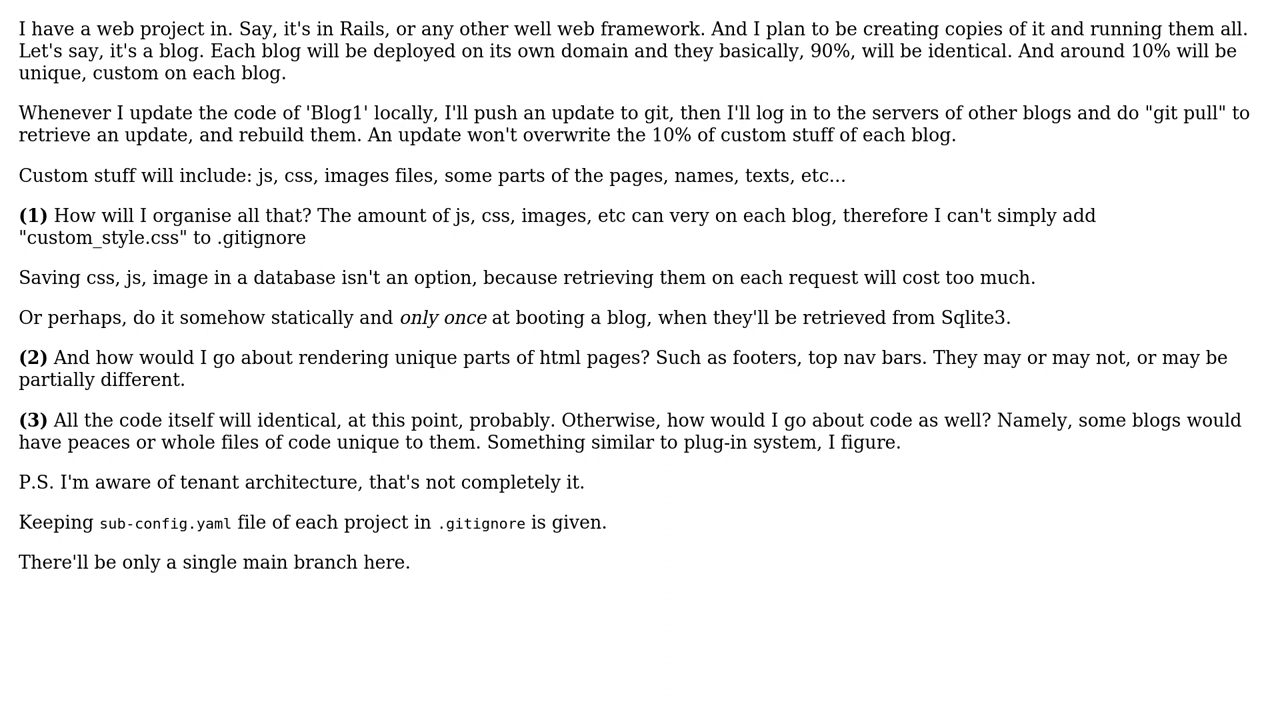 I have a web project in. Say, it's in Rails, or any other well web framework. And I plan to be creating copies of it and running them all.
Let's say, it's a blog. Each blog will be deployed on its own domain and they basically, 90%, will be identical. And around 10% will be
unique, custom on each blog.
Whenever I update the code of 'Blog1' locally, I'll push an update to git, then I'll log in to the servers of other blogs and do "git pull" to
retrieve an update, and rebuild them. An update won't overwrite the 10% of custom stuff of each blog.
Custom stuff will include: js, css, images files, some parts of the pages, names, texts, etc...
(1) How will I organise all that? The amount of js, css, images, etc can very on each blog, therefore I can't simply add
"custom_style.css" to .gitignore
Saving css, js, image in a database isn't an option, because retrieving them on each request will cost too much.
Or perhaps, do it somehow statically and only once at booting a blog, when they'll be retrieved from Sqlite3.
(2) And how would I go about rendering unique parts of html pages? Such as footers, top nav bars. They may or may not, or may be
partially different.
(3) All the code itself will identical, at this point, probably. Otherwise, how would I go about code as well? Namely, some blogs would
have peaces or whole files of code unique to them. Something similar to plug-in system, I figure.
P.S. I'm aware of tenant architecture, that's not completely it.
Keeping sub-config.yaml file of each project in .gitignore is given.
There'll be only a single main branch here.